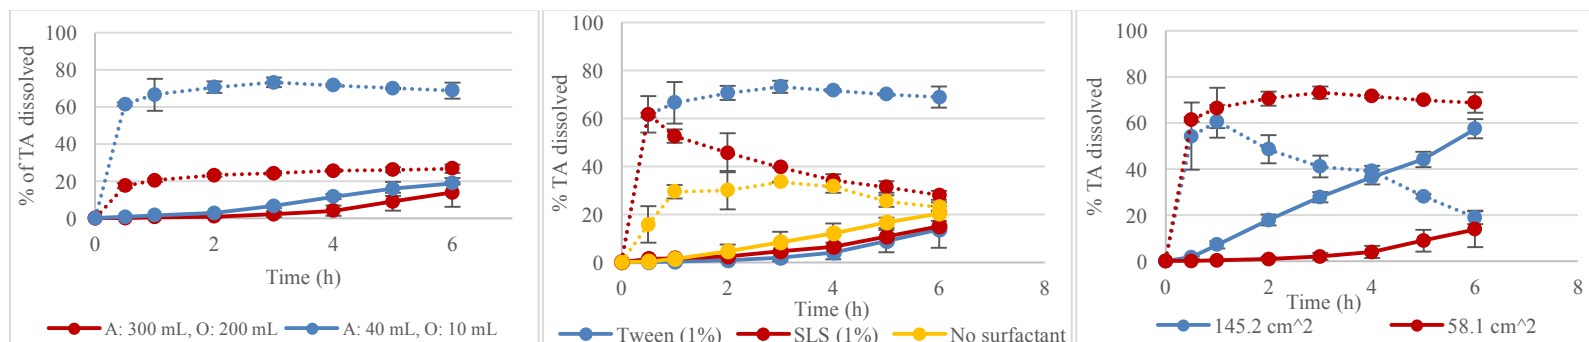 % of TA dissolved
100
80
60
40
20
0
0 2 4 6
Time (h)
A: 300 mL, O: 200 mL A: 40 mL, O: 10 mL
% TA dissolved
100
80
60
40
20
0
0 2 4 6 8
Time (h)
Tween (1%) SLS (1%) No surfactant
% TA dissolved
100
80
60
40
20
0
0 2 4 6 8
Time (h)
145.2 cm^2 58.1 cm^2